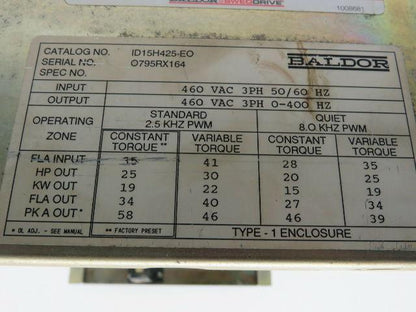 BALDOR SWEODRIVE
1009681
CATALOG NO. ID15H425-EO
SERIAL NO. O795RX164
SPEC NO.
BALDOR
INPUT 460 VAC 3PH 50/60 HZ
OUTPUT 460 VAC 3PH 0-400 HZ
OPERATING ZONE
STANDARD 2.5 KHZ PWM
QUIET 8.0 KHZ PWM
CONSTANT TORQUE ** VARIABLE TORQUE CONSTANT TORQUE VARIABLE TORQUE
FLA INPUT 35 41 28 35
HP OUT 25 30 20 25
KW OUT 19 22 15 19
FLA OUT 34 40 27 34
PK A OUT* 58 46 46 39
* OL ADJ. - SEE MANUAL ** FACTORY PRESET TYPE - 1 ENCLOSURE